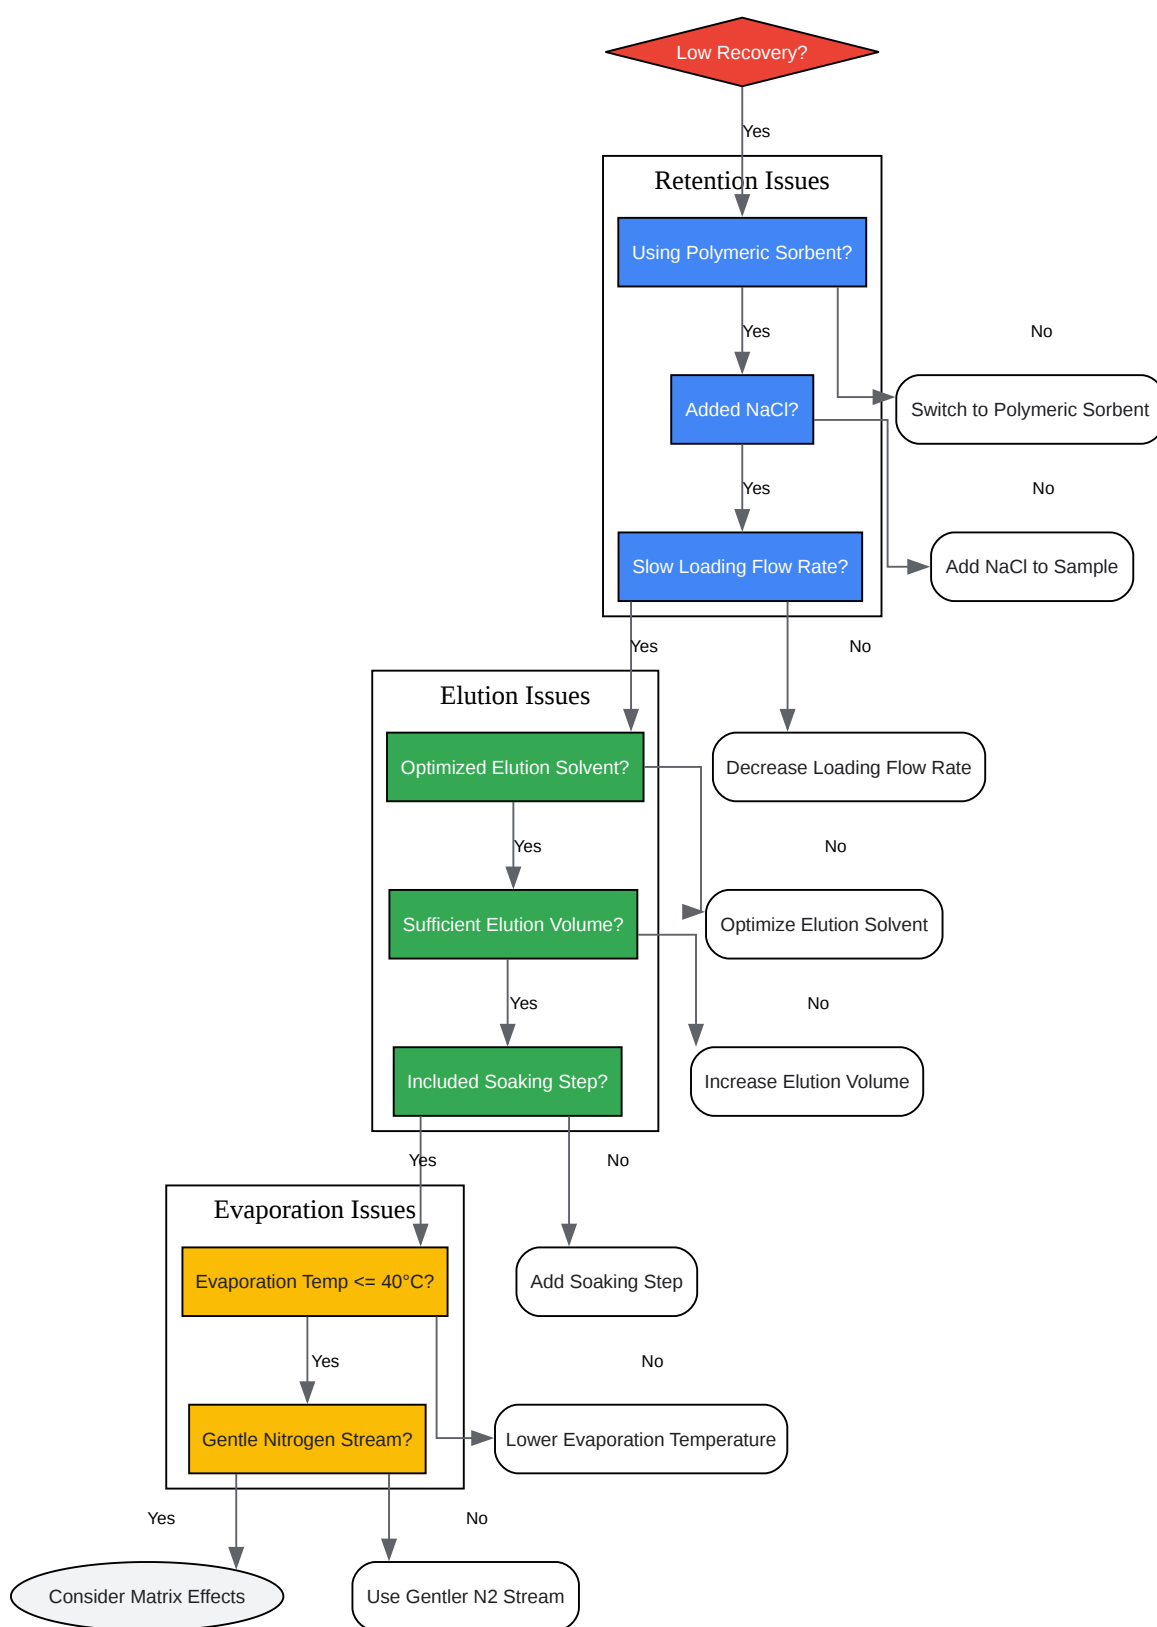 Low Recovery?
Yes
Retention Issues
Using Polymeric Sorbent?
Yes
No
Added NaCl?
Switch to Polymeric Sorbent
Yes
No
Slow Loading Flow Rate?
Add NaCl to Sample
Yes
No
Elution Issues
Optimized Elution Solvent?
Decrease Loading Flow Rate
Yes
No
Sufficient Elution Volume?
Optimize Elution Solvent
Yes
No
Included Soaking Step?
Increase Elution Volume
Yes
No
Evaporation Issues
Evaporation Temp <= 40°C?
Add Soaking Step
Yes
No
Gentle Nitrogen Stream?
Lower Evaporation Temperature
Yes
No
Consider Matrix Effects
Use Gentler N2 Stream